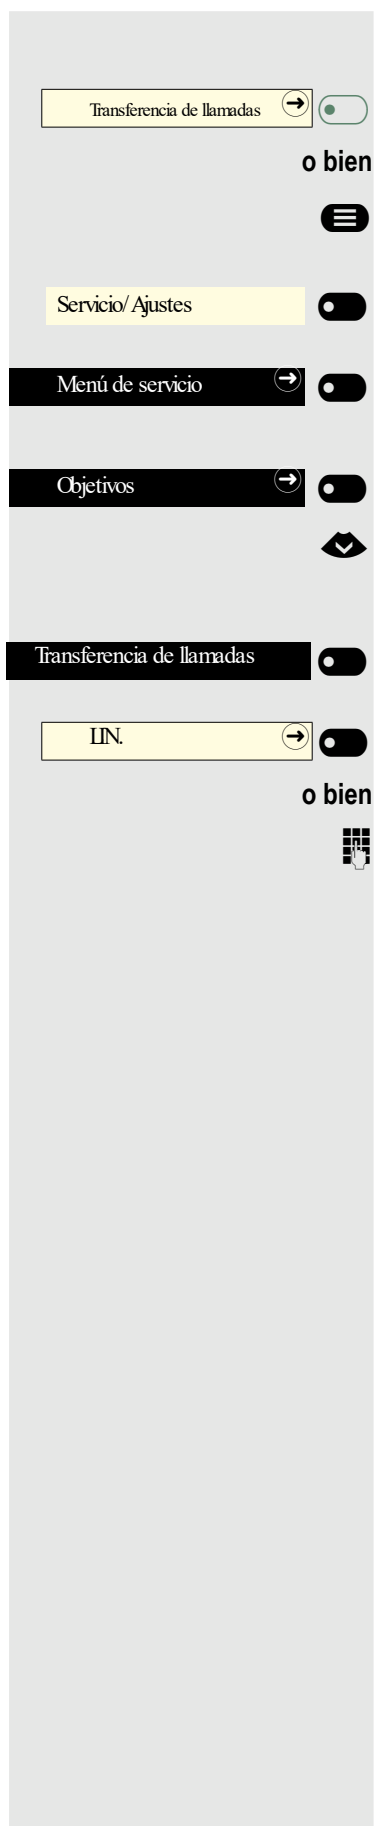 Transferencia de llamadas
o bien
Servicio/Ajustes
Menú de servicio
Objetivos
Transferencia de llamadas
LIN.
o bien